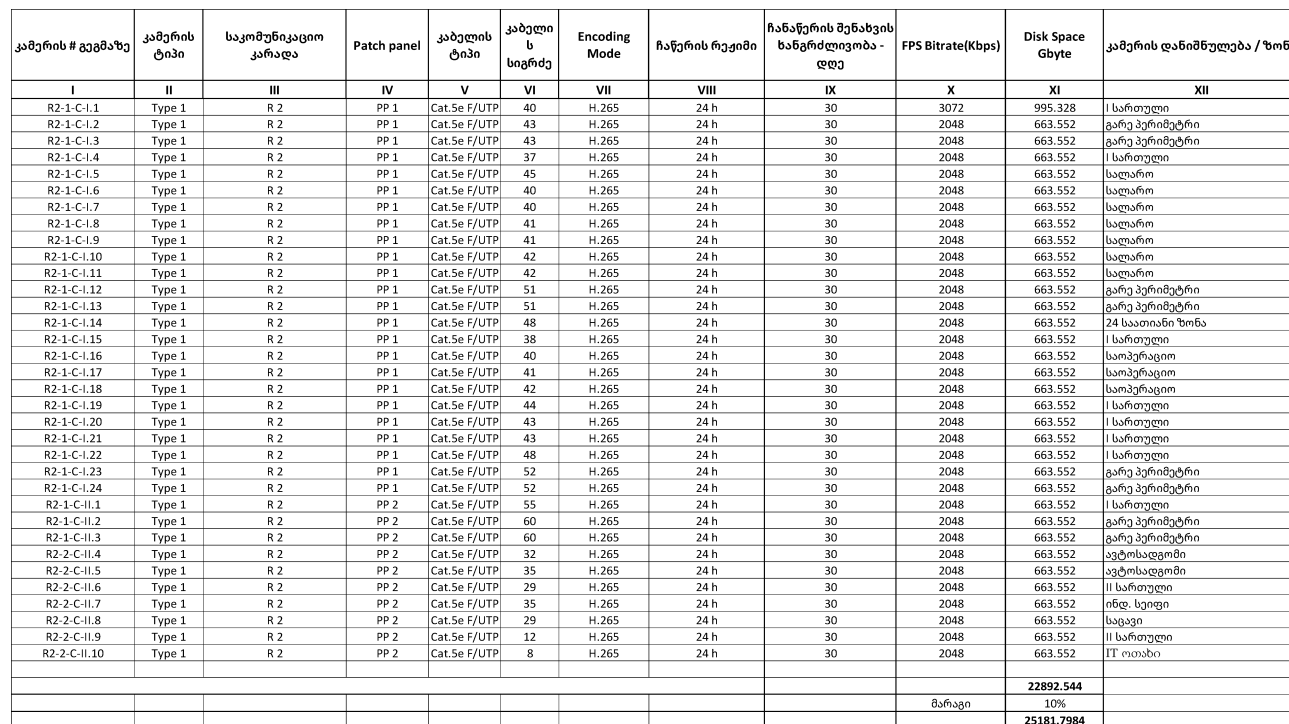 კამერის # გეგმაზე კამერის ტიპი საკომუნიკაციო კარადა Patch panel კაბელის ტიპი კაბელის სიგრძე Encoding Mode ჩაწერის რეჟიმი ჩანაწერის შენახვის ხანგრძლივობა - დღე FPS Bitrate(Kbps) Disk Space Gbyte კამერის დანიშნულება / ზონ
I II III IV V VI VII VIII IX X XI XII
R2-1-C-I.1 Type 1 R 2 PP 1 Cat.5e F/UTP 40 H.265 24 h 30 3072 995.328 I სართული
R2-1-C-I.2 Type 1 R 2 PP 1 Cat.5e F/UTP 43 H.265 24 h 30 2048 663.552 გარე პერიმეტრი
R2-1-C-I.3 Type 1 R 2 PP 1 Cat.5e F/UTP 43 H.265 24 h 30 2048 663.552 გარე პერიმეტრი
R2-1-C-I.4 Type 1 R 2 PP 1 Cat.5e F/UTP 37 H.265 24 h 30 2048 663.552 I სართული
R2-1-C-I.5 Type 1 R 2 PP 1 Cat.5e F/UTP 45 H.265 24 h 30 2048 663.552 სალარო
R2-1-C-I.6 Type 1 R 2 PP 1 Cat.5e F/UTP 40 H.265 24 h 30 2048 663.552 სალარო
R2-1-C-I.7 Type 1 R 2 PP 1 Cat.5e F/UTP 40 H.265 24 h 30 2048 663.552 სალარო
R2-1-C-I.8 Type 1 R 2 PP 1 Cat.5e F/UTP 41 H.265 24 h 30 2048 663.552 სალარო
R2-1-C-I.9 Type 1 R 2 PP 1 Cat.5e F/UTP 41 H.265 24 h 30 2048 663.552 სალარო
R2-1-C-I.10 Type 1 R 2 PP 1 Cat.5e F/UTP 42 H.265 24 h 30 2048 663.552 სალარო
R2-1-C-I.11 Type 1 R 2 PP 1 Cat.5e F/UTP 42 H.265 24 h 30 2048 663.552 სალარო
R2-1-C-I.12 Type 1 R 2 PP 1 Cat.5e F/UTP 51 H.265 24 h 30 2048 663.552 გარე პერიმეტრი
R2-1-C-I.13 Type 1 R 2 PP 1 Cat.5e F/UTP 51 H.265 24 h 30 2048 663.552 გარე პერიმეტრი
R2-1-C-I.14 Type 1 R 2 PP 1 Cat.5e F/UTP 48 H.265 24 h 30 2048 663.552 24 საათიანი ზონა
R2-1-C-I.15 Type 1 R 2 PP 1 Cat.5e F/UTP 38 H.265 24 h 30 2048 663.552 I სართული
R2-1-C-I.16 Type 1 R 2 PP 1 Cat.5e F/UTP 40 H.265 24 h 30 2048 663.552 საოპერაციო
R2-1-C-I.17 Type 1 R 2 PP 1 Cat.5e F/UTP 41 H.265 24 h 30 2048 663.552 საოპერაციო
R2-1-C-I.18 Type 1 R 2 PP 1 Cat.5e F/UTP 42 H.265 24 h 30 2048 663.552 საოპერაციო
R2-1-C-I.19 Type 1 R 2 PP 1 Cat.5e F/UTP 44 H.265 24 h 30 2048 663.552 I სართული
R2-1-C-I.20 Type 1 R 2 PP 1 Cat.5e F/UTP 43 H.265 24 h 30 2048 663.552 I სართული
R2-1-C-I.21 Type 1 R 2 PP 1 Cat.5e F/UTP 43 H.265 24 h 30 2048 663.552 I სართული
R2-1-C-I.22 Type 1 R 2 PP 1 Cat.5e F/UTP 48 H.265 24 h 30 2048 663.552 I სართული
R2-1-C-I.23 Type 1 R 2 PP 1 Cat.5e F/UTP 52 H.265 24 h 30 2048 663.552 გარე პერიმეტრი
R2-1-C-I.24 Type 1 R 2 PP 1 Cat.5e F/UTP 52 H.265 24 h 30 2048 663.552 გარე პერიმეტრი
R2-1-C-II.1 Type 1 R 2 PP 2 Cat.5e F/UTP 55 H.265 24 h 30 2048 663.552 I სართული
R2-1-C-II.2 Type 1 R 2 PP 2 Cat.5e F/UTP 60 H.265 24 h 30 2048 663.552 გარე პერიმეტრი
R2-1-C-II.3 Type 1 R 2 PP 2 Cat.5e F/UTP 60 H.265 24 h 30 2048 663.552 გარე პერიმეტრი
R2-2-C-II.4 Type 1 R 2 PP 2 Cat.5e F/UTP 32 H.265 24 h 30 2048 663.552 ავტოსადგომი
R2-2-C-II.5 Type 1 R 2 PP 2 Cat.5e F/UTP 35 H.265 24 h 30 2048 663.552 ავტოსადგომი
R2-2-C-II.6 Type 1 R 2 PP 2 Cat.5e F/UTP 29 H.265 24 h 30 2048 663.552 II სართული
R2-2-C-II.7 Type 1 R 2 PP 2 Cat.5e F/UTP 35 H.265 24 h 30 2048 663.552 ინდ. სეიფი
R2-2-C-II.8 Type 1 R 2 PP 2 Cat.5e F/UTP 29 H.265 24 h 30 2048 663.552 საცავი
R2-2-C-II.9 Type 1 R 2 PP 2 Cat.5e F/UTP 12 H.265 24 h 30 2048 663.552 II სართული
R2-2-C-II.10 Type 1 R 2 PP 2 Cat.5e F/UTP 8 H.265 24 h 30 2048 663.552 IT ოთახი
22892.544
მარაგი 10%
25181.7984